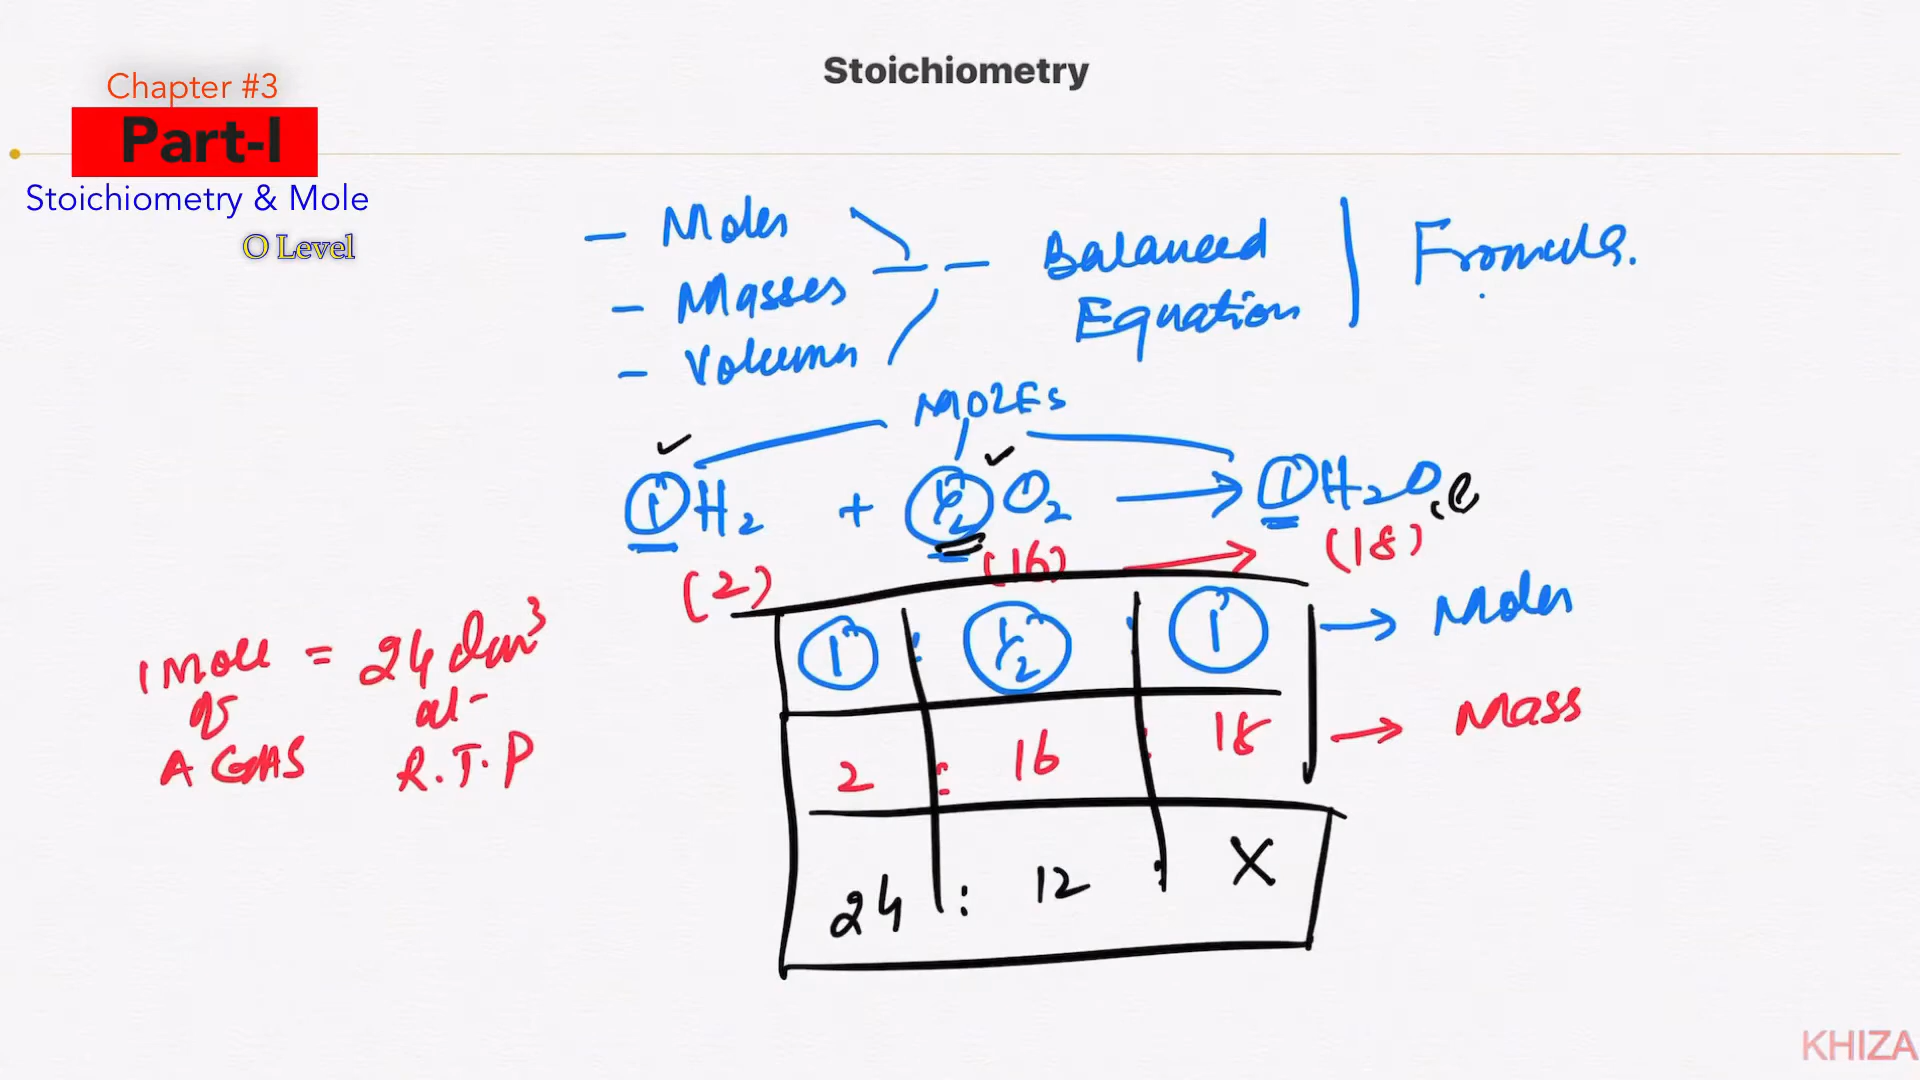 Stoichiometry
Chapter #3
Part-I
Stoichiometry & Mole
O Level
- Moles
- Masses
- Volumes
- Balanced Equation | Fromula.
MOLES
1 H2 + 1/2 O2 → 1 H2O (l)
(2) (16) → (18)
1 : 1/2 : 1 → Moles
2 : 16 : 18 → Mass
24 : 12 : X
1 Mole = 24 dm³
of at
A GAS R.T.P
KHIZA